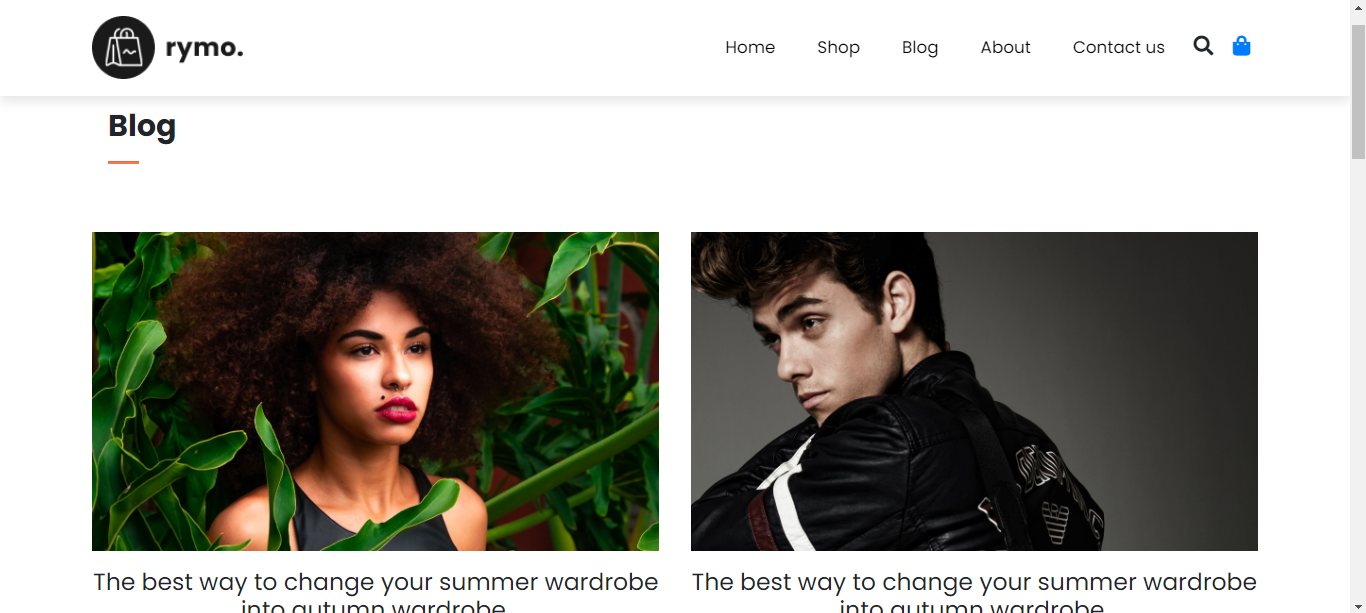 rymo.
Home Shop Blog About Contact us
Blog
The best way to change your summer wardrobe
into autumn wardrobe
The best way to change your summer wardrobe
into autumn wardrobe